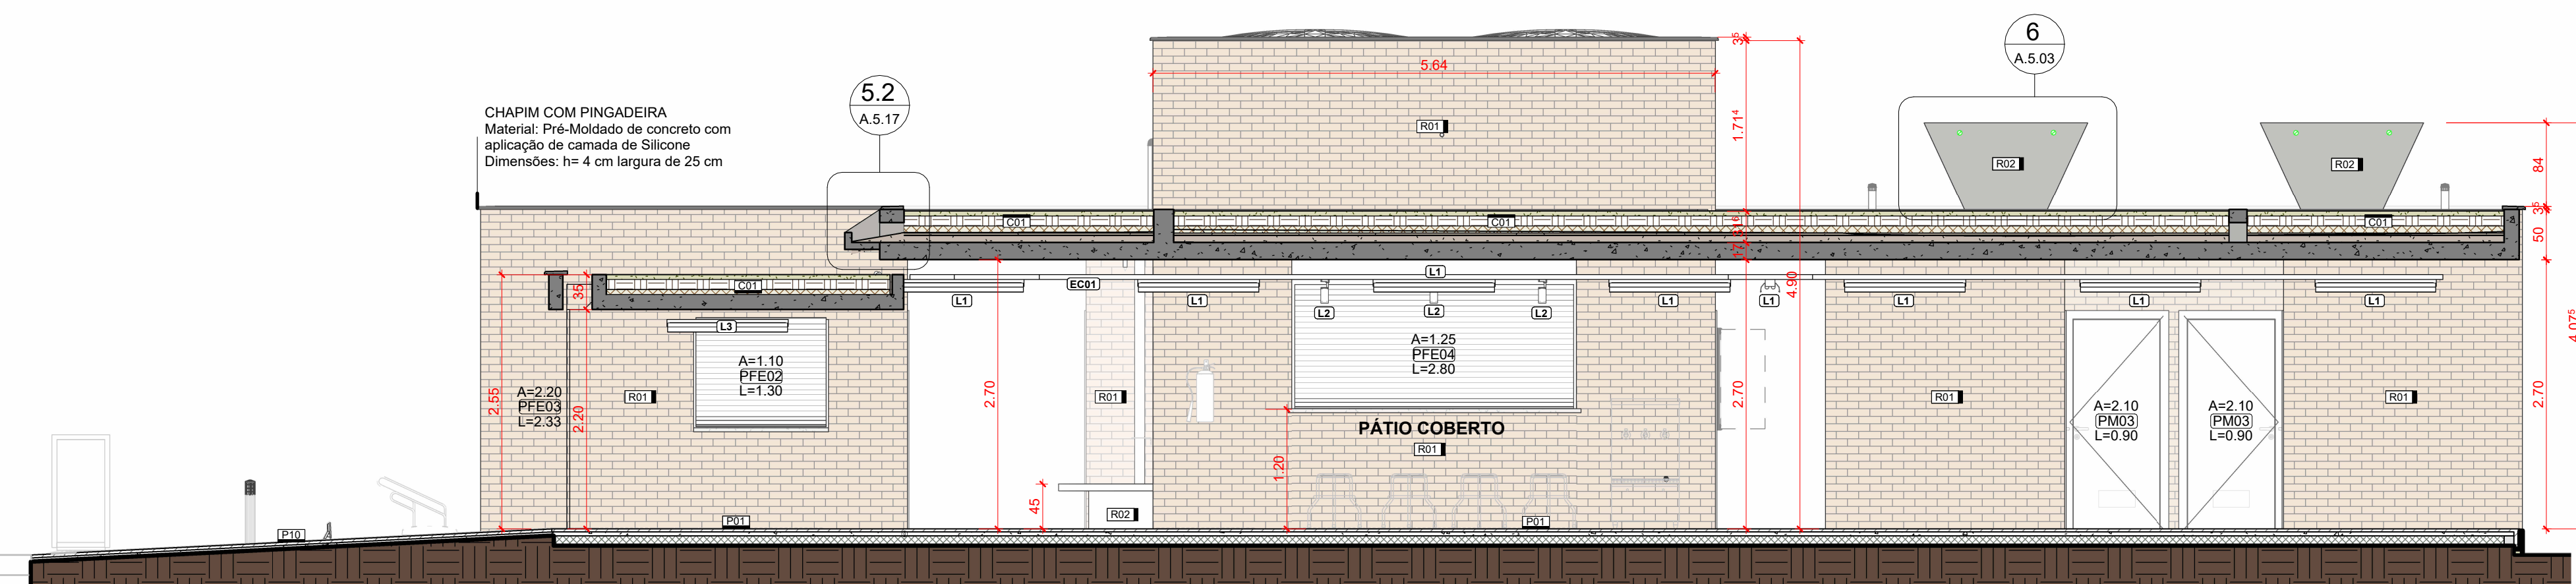 CHAPIM COM PINGADEIRA
Material: Pré-Moldado de concreto com
aplicação de camada de Silicone
Dimensões: h= 4 cm largura de 25 cm
5.2
A.5.17
6
A.5.03
5.64
3⁵
1.71⁴
R01
R02
R02
84
3⁵
50
C01
C01
C01
C01
31⁶
17
4.90
4.07⁵
35
L1
EC01
L1
L1
L1
L1
L1
L1
L1
L2
L2
L2
L3
A=1.10
PFE02
L=1.30
A=1.25
PFE04
L=2.80
2.55
A=2.20
PFE03
L=2.33
2.20
R01
2.70
R01
2.70
R01
R01
2.70
A=2.10
PM03
L=0.90
A=2.10
PM03
L=0.90
PÁTIO COBERTO
R01
1.20
45
R02
P10
P01
P01